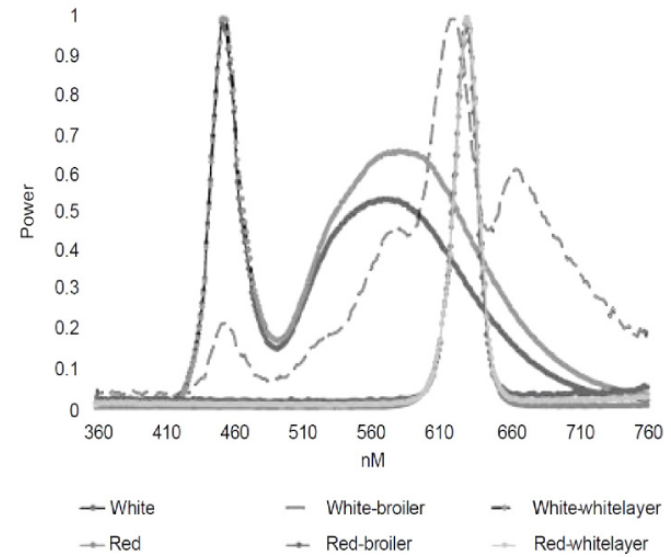 1
0.9
0.8
0.7
0.6
0.5
0.4
0.3
0.2
0.1
0
Power
360 410 460 510 560 610 660 710 760
nM
White White-broiler White-whitelayer
Red Red-broiler Red-whitelayer